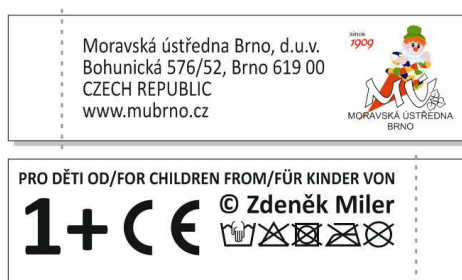 Moravská ústředna Brno, d.u.v.
Bohunická 576/52, Brno 619 00
CZECH REPUBLIC
www.mubrno.cz
since
1909
MÚ
MORAVSKÁ ÚSTŘEDNA
BRNO
PRO DĚTI OD/FOR CHILDREN FROM/FÜR KINDER VON
1+ CE
© Zdeněk Miler